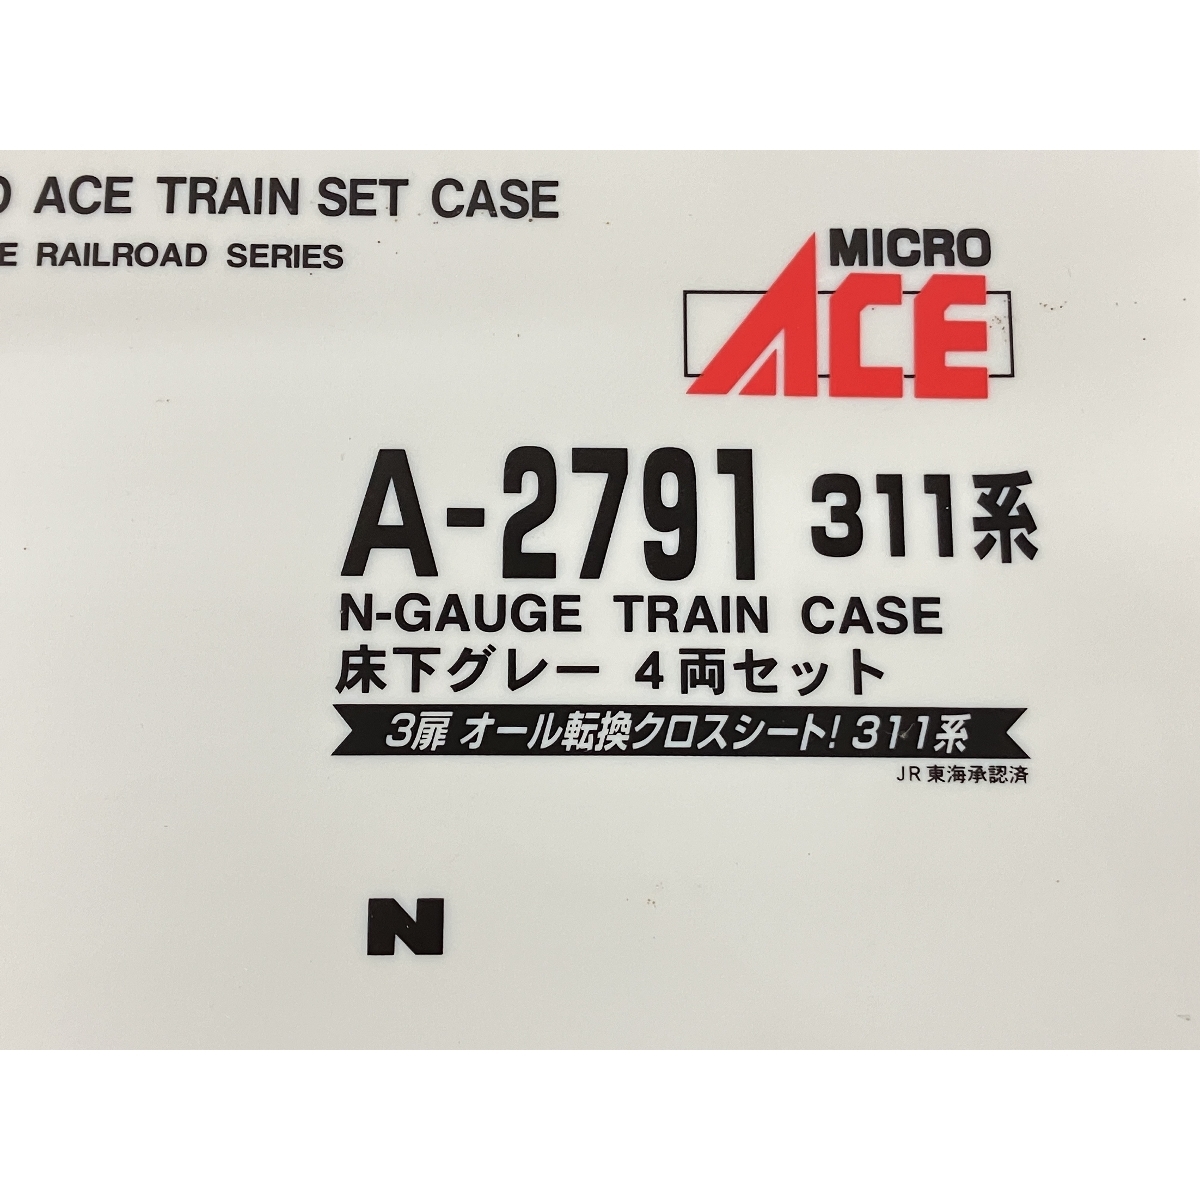 ACE TRAIN SET CASE
RAILROAD SERIES
MICRO
ACE
A-2791 311系
N-GAUGE TRAIN CASE
床下グレー 4両セット
3扉 オール転換クロスシート! 311系
JR東海承認済
N